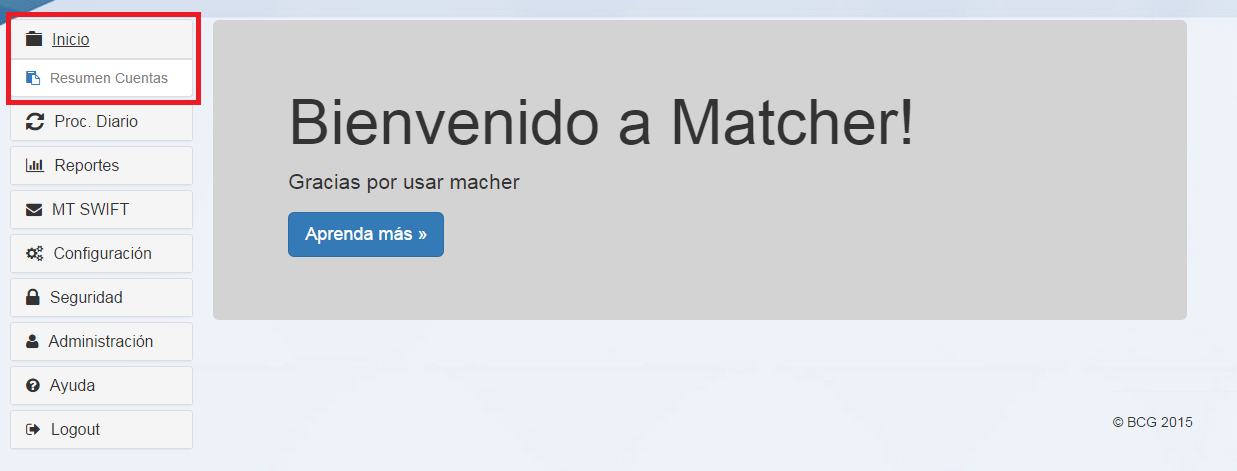 Inicio
Resumen Cuentas
Proc. Diario
Reportes
MT SWIFT
Configuración
Seguridad
Administración
Ayuda
Logout
Bienvenido a Matcher!
Gracias por usar macher
Aprenda más »
© BCG 2015